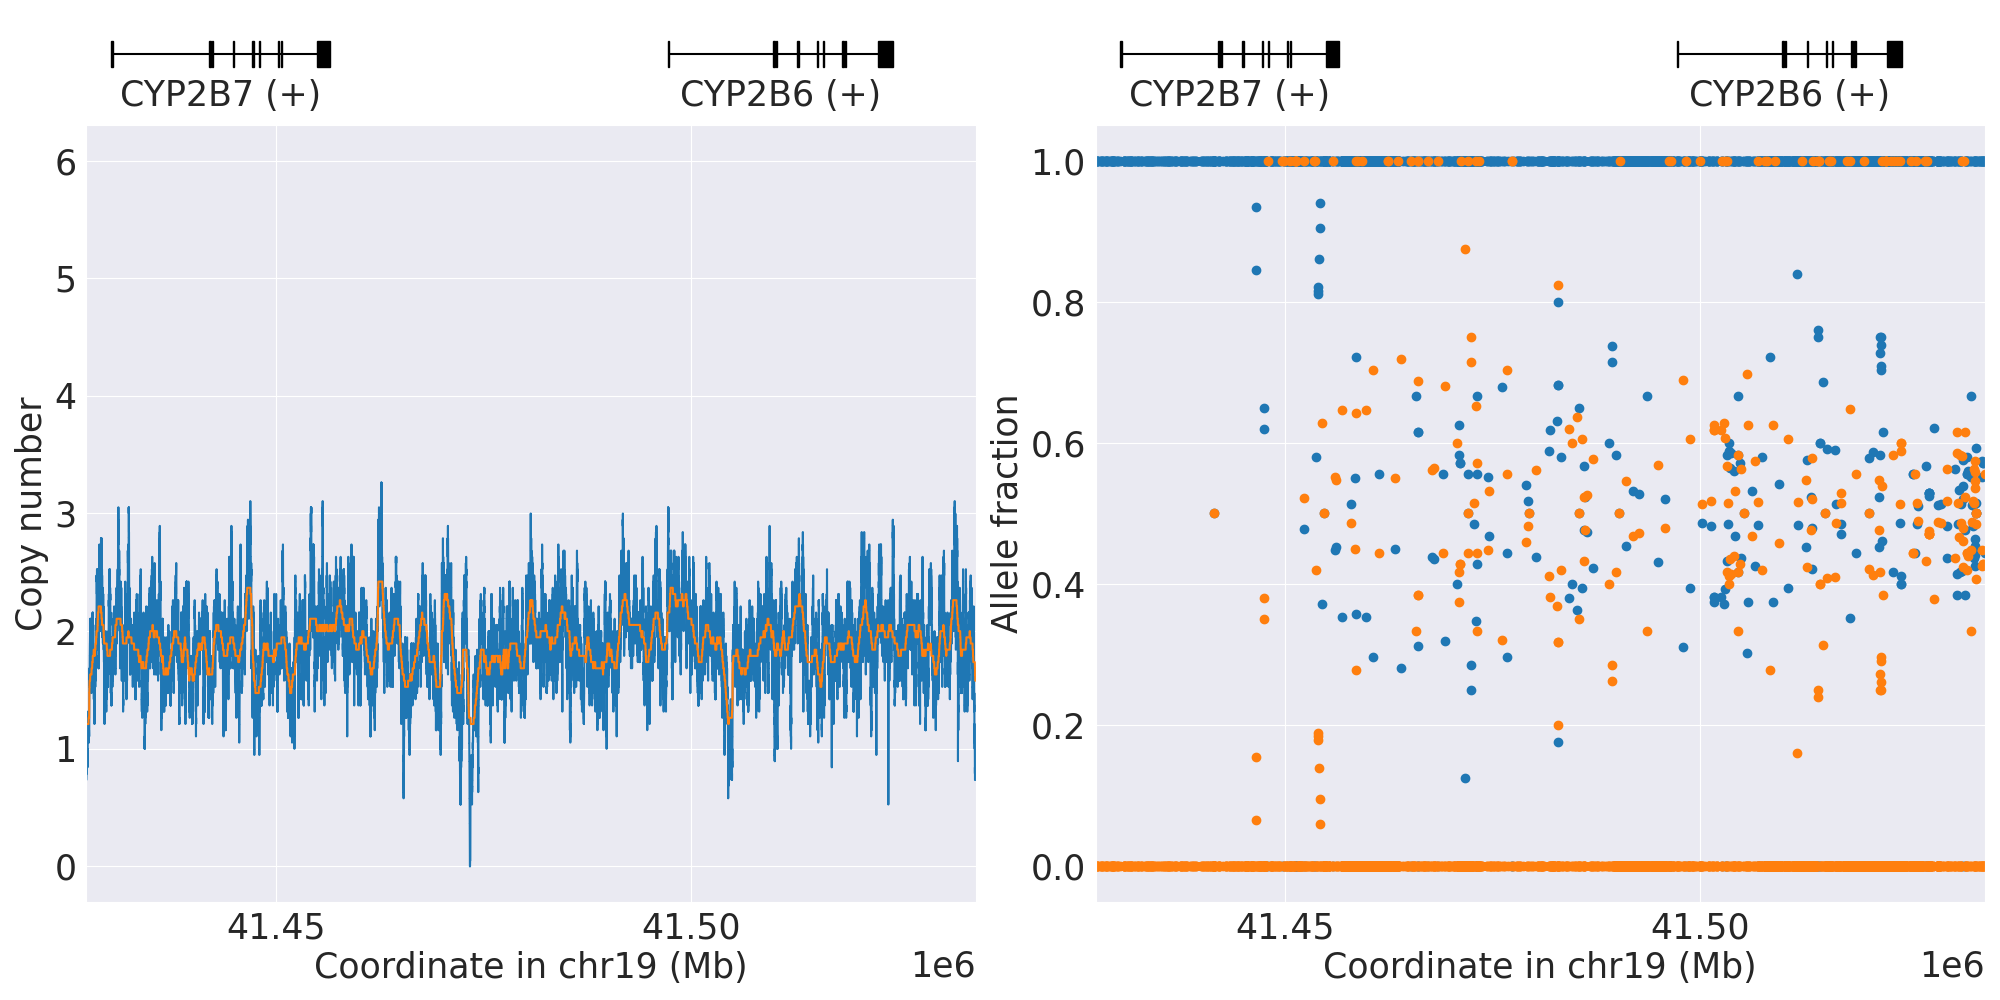 CYP2B7 (+)
CYP2B6 (+)
6
5
4
3
2
1
0
Copy number
41.45
41.50
Coordinate in chr19 (Mb)
1e6
CYP2B7 (+)
CYP2B6 (+)
1.0
0.8
0.6
0.4
0.2
0.0
Allele fraction
41.45
41.50
Coordinate in chr19 (Mb)
1e6